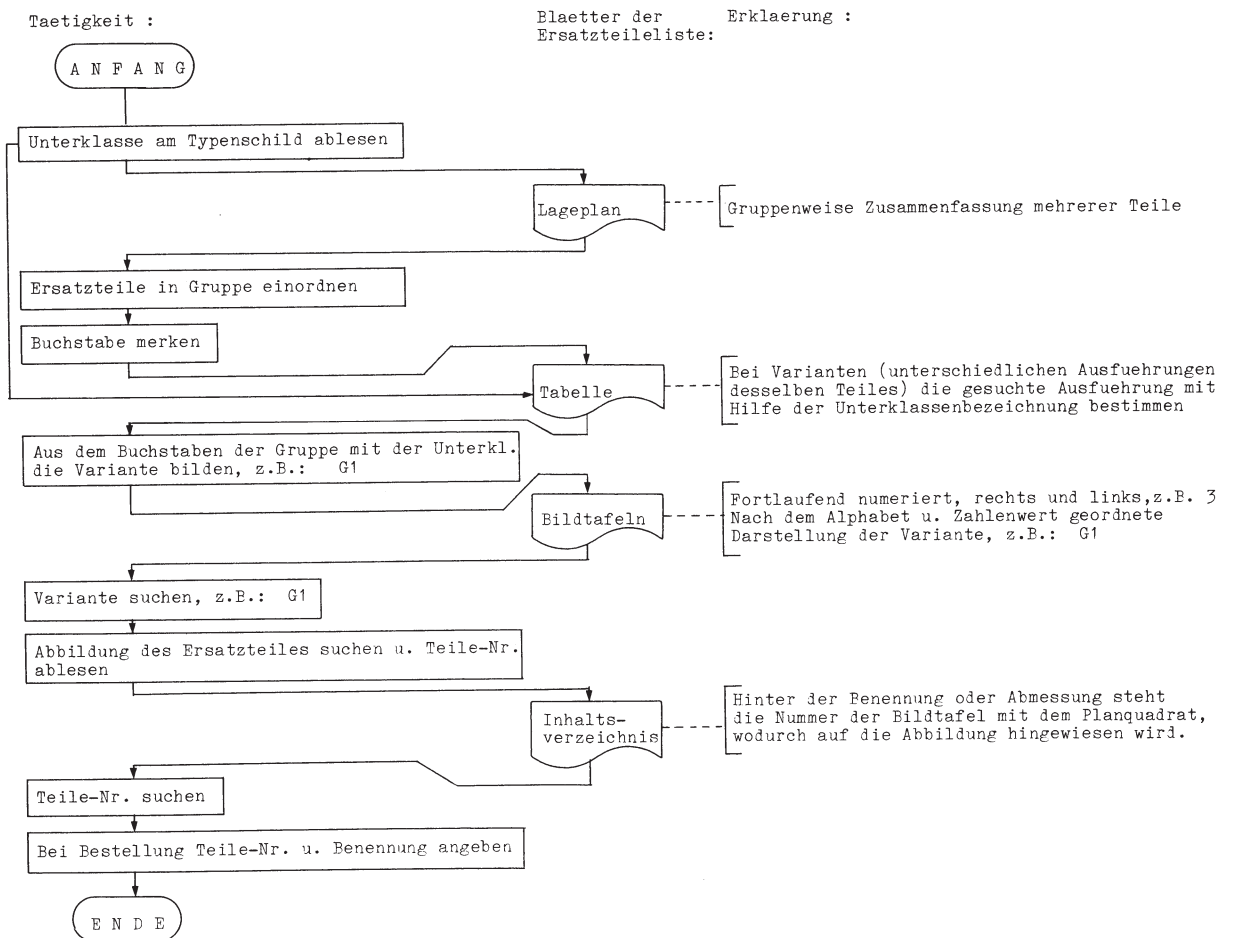 Taetigkeit :
Blaetter der
Ersatzteileliste:
Erklaerung :
A N F A N G
Unterklasse am Typenschild ablesen
Lageplan
Gruppenweise Zusammenfassung mehrerer Teile
Ersatzteile in Gruppe einordnen
Buchstabe merken
Tabelle
Bei Varianten (unterschiedlichen Ausfuehrungen
desselben Teiles) die gesuchte Ausfuehrung mit
Hilfe der Unterklassenbezeichnung bestimmen
Aus dem Buchstaben der Gruppe mit der Unterkl.
die Variante bilden, z.B.: G1
Bildtafeln
Fortlaufend numeriert, rechts und links,z.B. 3
Nach dem Alphabet u. Zahlenwert geordnete
Darstellung der Variante, z.B.: G1
Variante suchen, z.B.: G1
Abbildung des Ersatzteiles suchen u. Teile-Nr.
ablesen
Inhalts-
verzeichnis
Hinter der Benennung oder Abmessung steht
die Nummer der Bildtafel mit dem Planquadrat,
wodurch auf die Abbildung hingewiesen wird.
Teile-Nr. suchen
Bei Bestellung Teile-Nr. u. Benennung angeben
E N D E